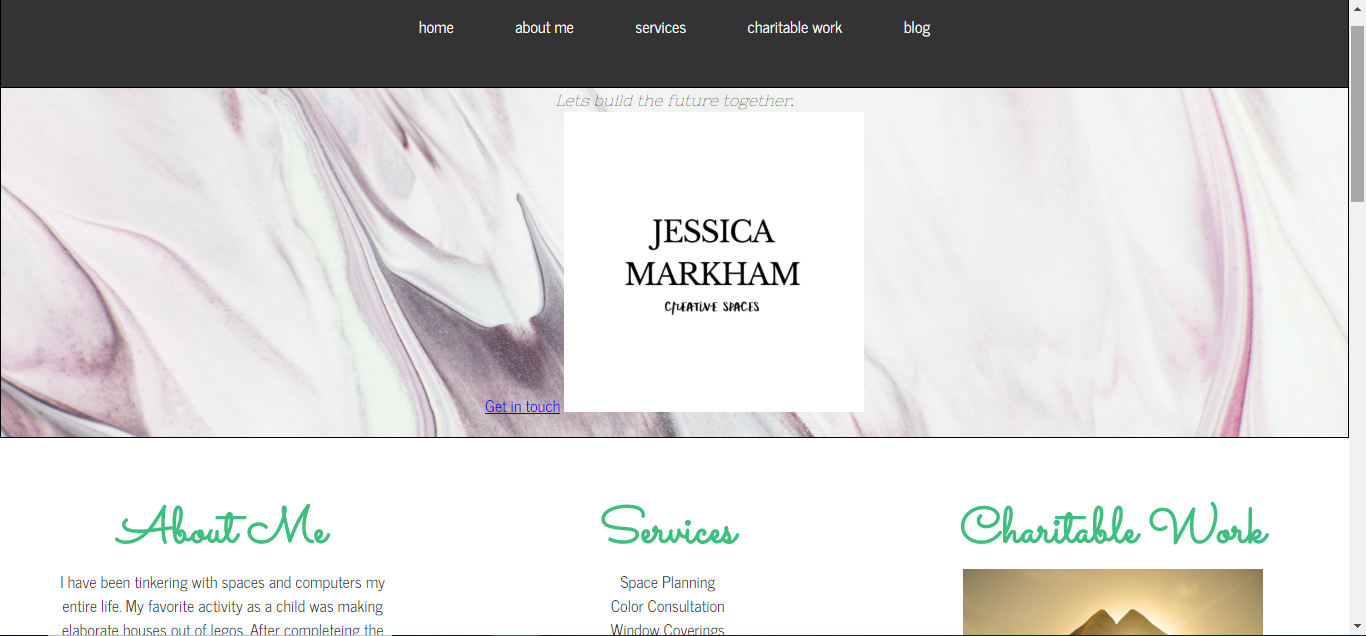 home about me services charitable work blog
Lets build the future together.
JESSICA
MARKHAM
CREATIVE SPACES
Get in touch
About Me
I have been tinkering with spaces and computers my
entire life. My favorite activity as a child was making
elaborate houses out of legos. After completeing the
Services
Space Planning
Color Consultation
Window Coverings
Charitable Work